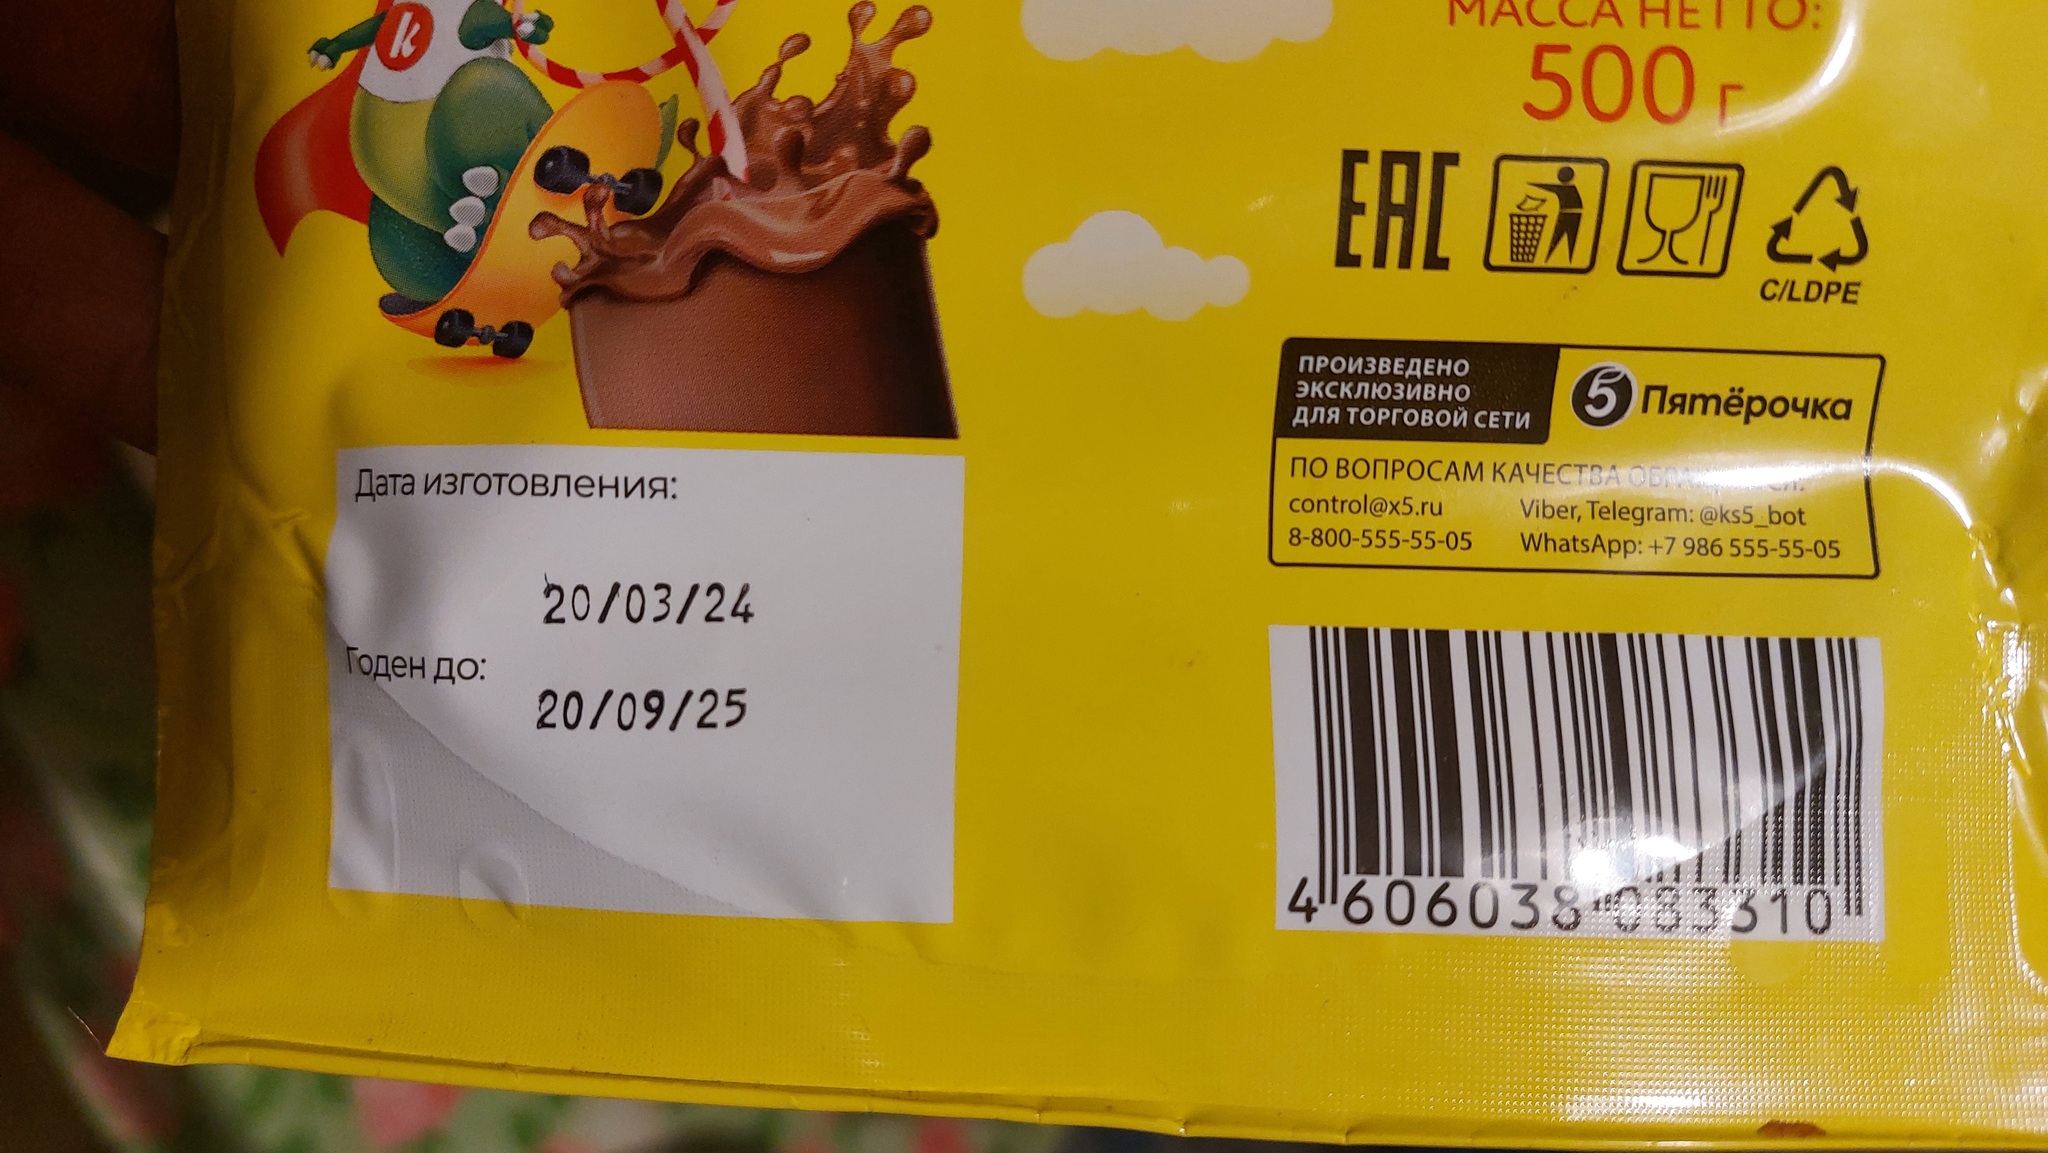 k
МАССА НЕТТО:
500 г
EAC
C/LDPE
ПРОИЗВЕДЕНО
ЭКСКЛЮЗИВНО
ДЛЯ ТОРГОВОЙ СЕТИ
5 Пятёрочка
ПО ВОПРОСАМ КАЧЕСТВА
control@x5.ru
Viber, Telegram: @ks5_bot
8-800-555-55-05
WhatsApp: +7 986 555-55-05
Дата изготовления:
20/03/24
Годен до:
20/09/25
4 606038 083310